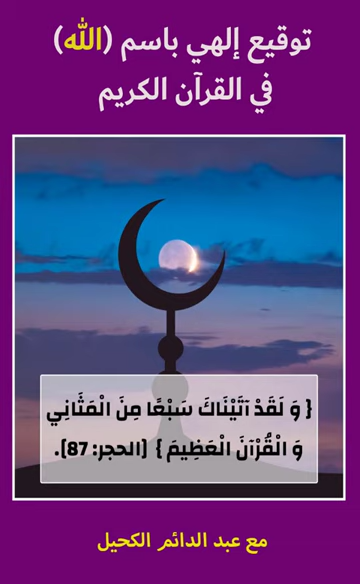 توقيع إلهي باسم (الله)
في القرآن الكريم
{ وَ لَقَدْ آتَيْنَاكَ سَبْعًا مِنَ الْمَثَانِي
وَ الْقُرْآنَ الْعَظِيمَ } (الحجر: 87).
مع عبد الدائم الكحيل